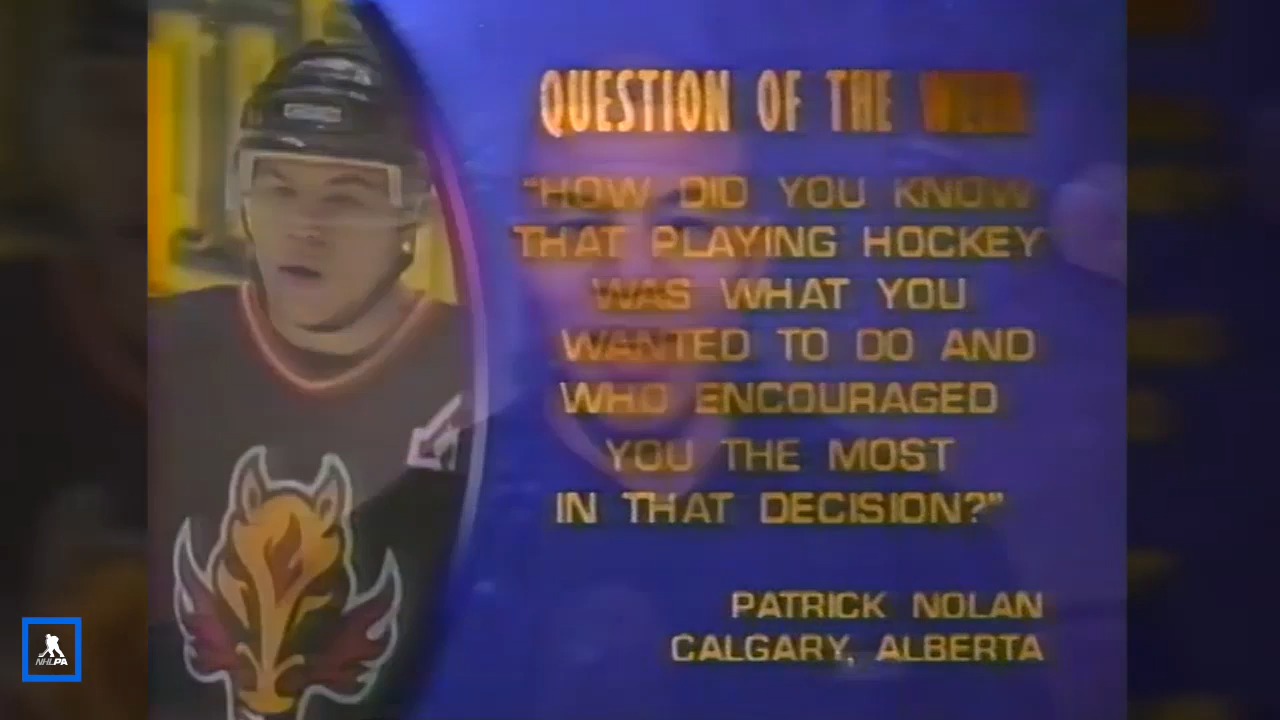 QUESTION OF THE
"HOW DID YOU KNOW
THAT PLAYING HOCKEY
WAS WHAT YOU
WANTED TO DO AND
WHO ENCOURAGED
YOU THE MOST
IN THAT DECISION?"
PATRICK NOLAN
CALGARY, ALBERTA
NHLPA